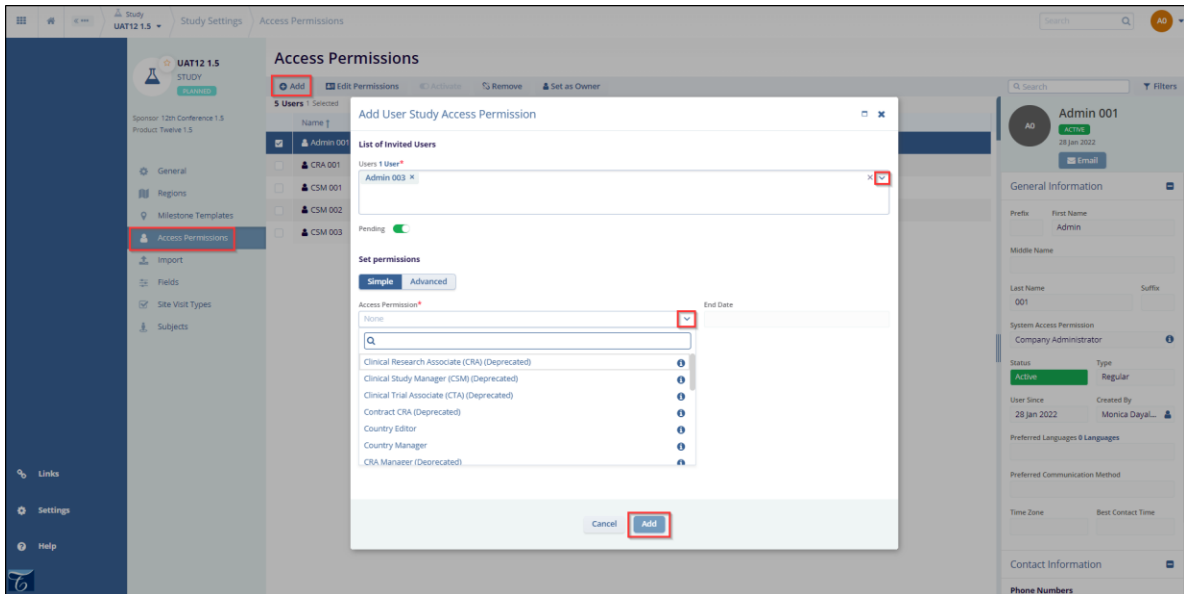 Study
UAT12 1.5
Study Settings
Access Permissions
Search
A0
UAT12 1.5
STUDY
PLANNED
Sponsor 12th Conference 1.5
Product Twelve 1.5
General
Regions
Milestone Templates
Access Permissions
Import
Fields
Site Visit Types
Subjects
Links
Settings
Help
Access Permissions
Add
Edit Permissions
Activate
Remove
Set as Owner
Search
Filters
5 Users 1 Selected
Name
Admin 001
CRA 001
CSM 001
CSM 002
CSM 003
Add User Study Access Permission
List of Invited Users
Users 1 User*
Admin 003 ×
Pending
Set permissions
Simple
Advanced
Access Permission*
End Date
None
Clinical Research Associate (CRA) (Deprecated)
Clinical Study Manager (CSM) (Deprecated)
Clinical Trial Associate (CTA) (Deprecated)
Contract CRA (Deprecated)
Country Editor
Country Manager
CRA Manager (Deprecated)
Cancel
Add
A0
Admin 001
ACTIVE
28 Jan 2022
Email
General Information
Prefix
First Name
Admin
Middle Name
Last Name
Suffix
001
System Access Permission
Company Administrator
Status
Type
Active
Regular
User Since
Created By
28 Jan 2022
Monica Dayal...
Preferred Languages 0 Languages
Preferred Communication Method
Time Zone
Best Contact Time
Contact Information
Phone Numbers